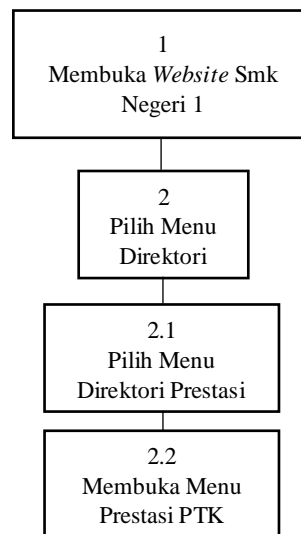 1
Membuka Website Smk
Negeri 1
2
Pilih Menu
Direktori
2.1
Pilih Menu
Direktori Prestasi
2.2
Membuka Menu
Prestasi PTK